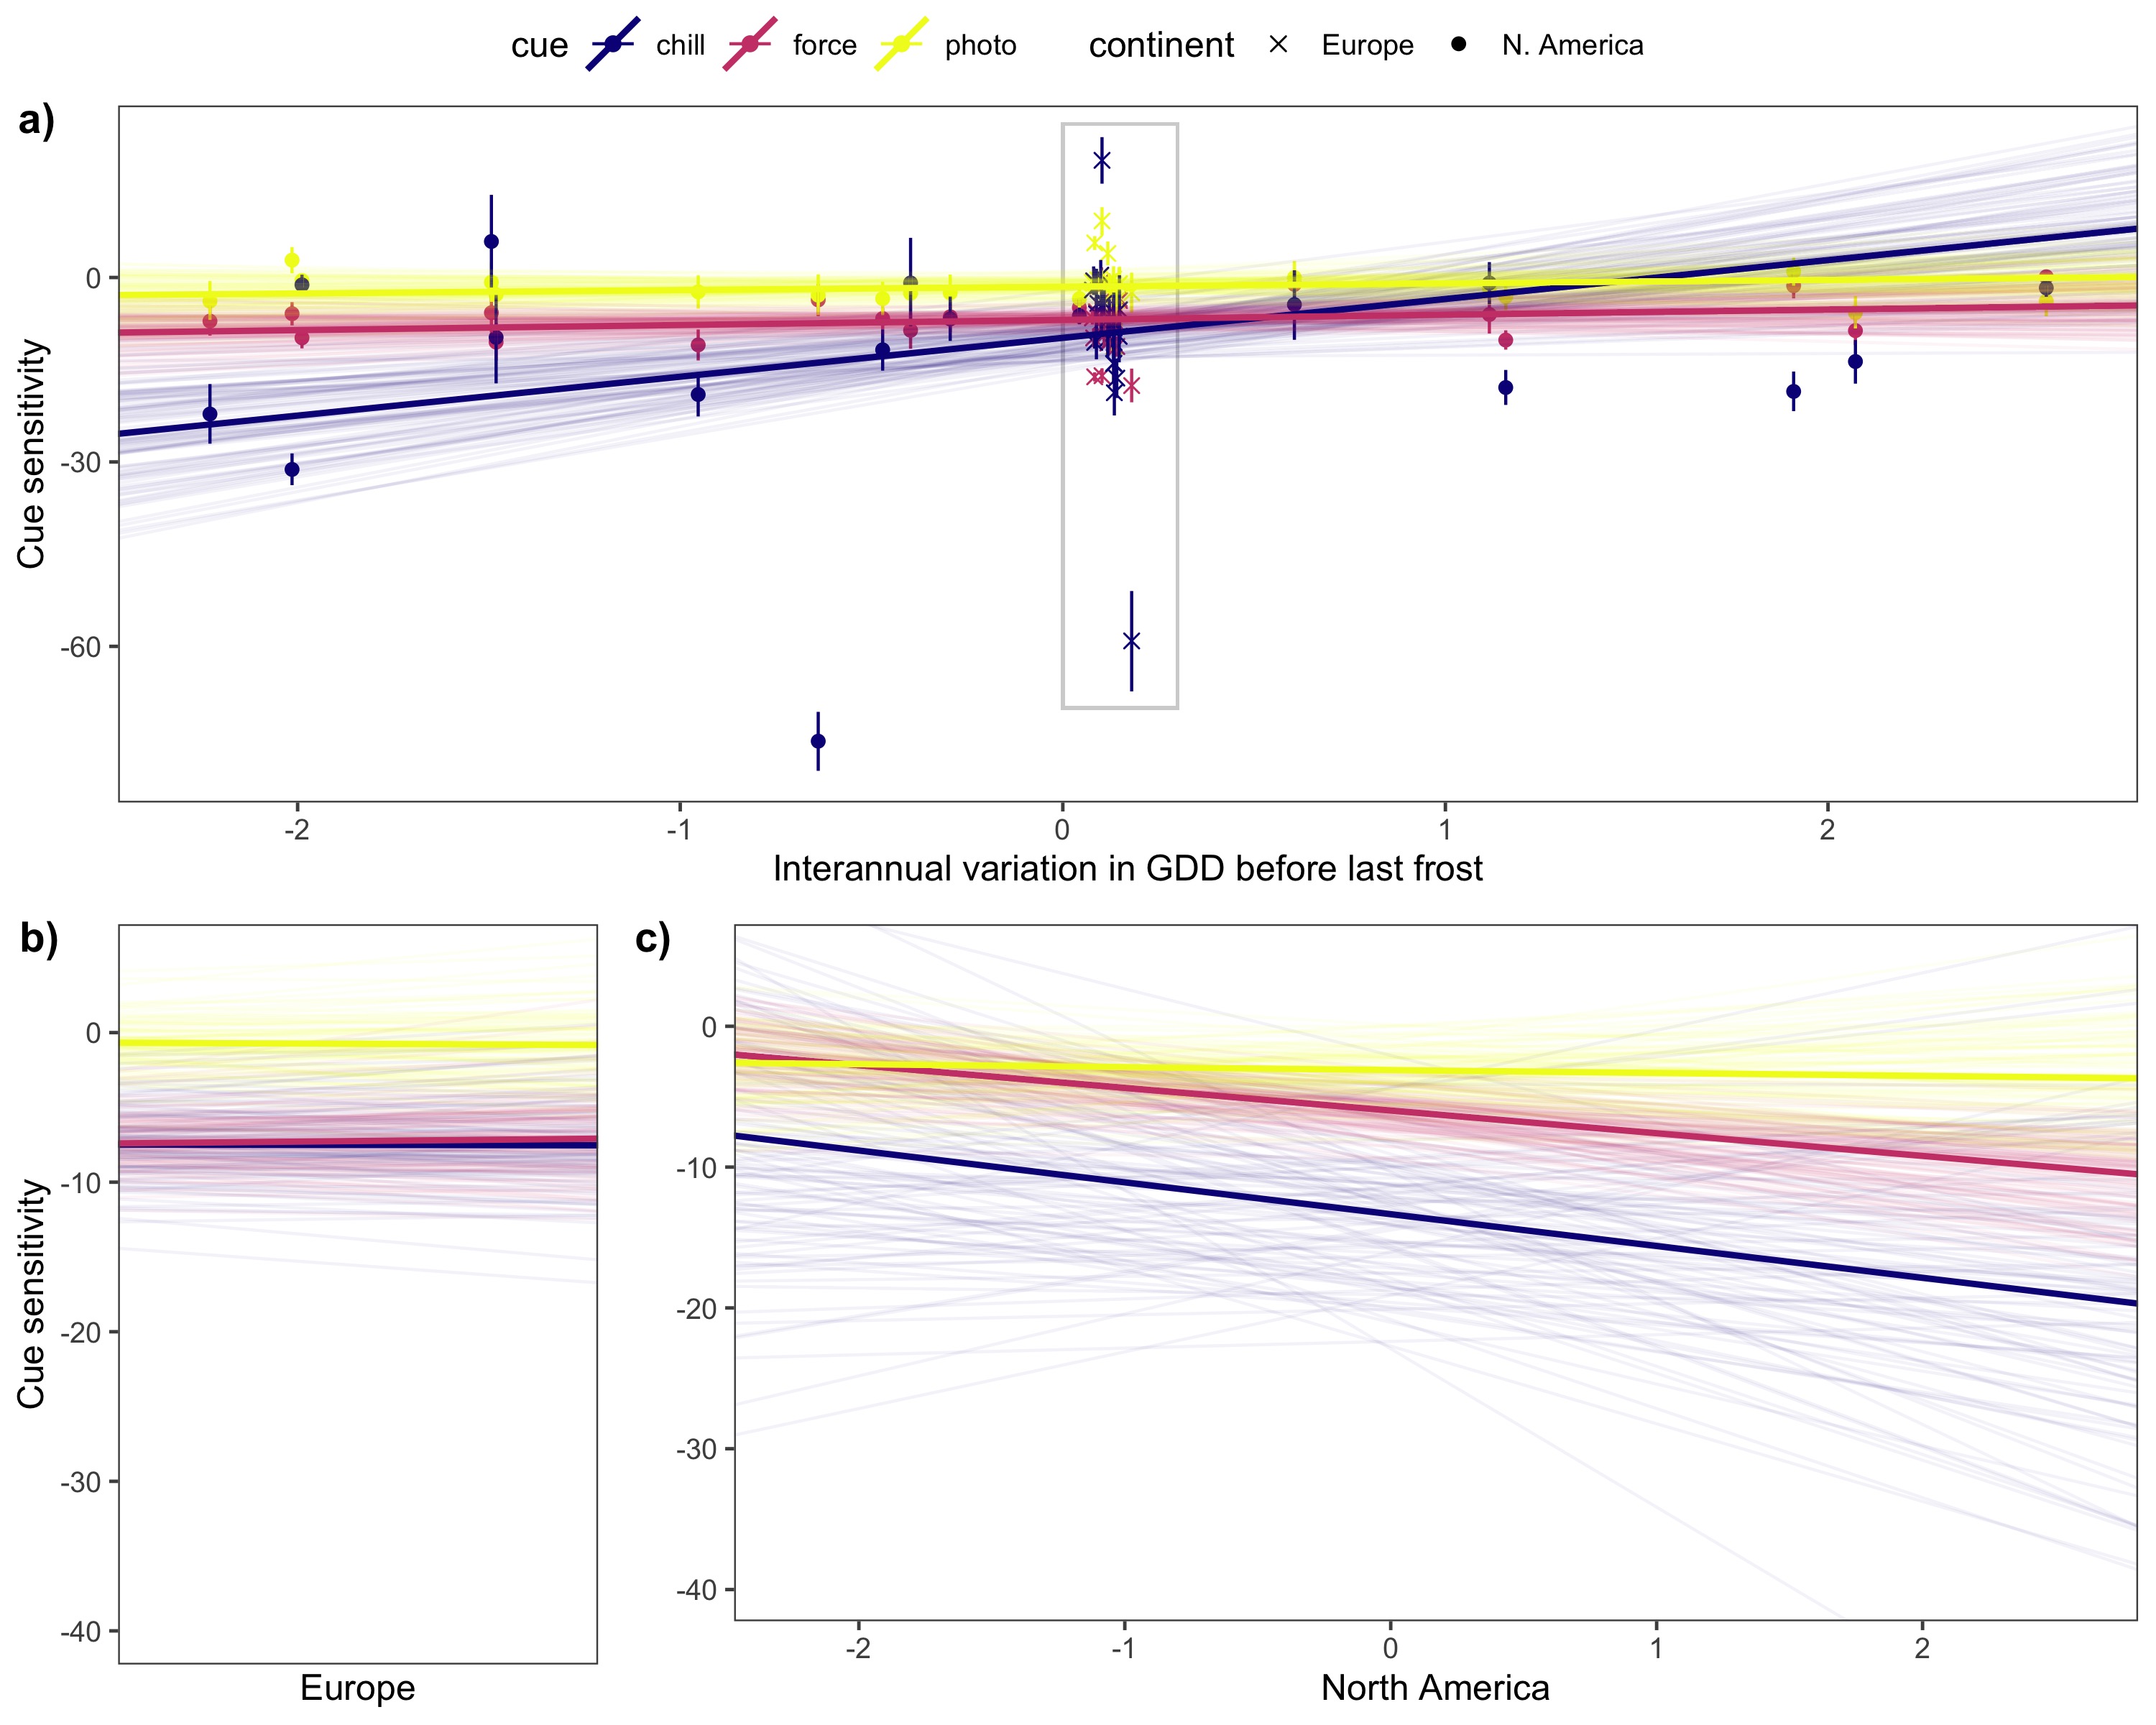 cue chill force photo continent Europe N. America
a)
Cue sensitivity
0
-30
-60
-2 -1 0 1 2
Interannual variation in GDD before last frost
b)
Cue sensitivity
0
-10
-20
-30
-40
Europe
c)
0
-10
-20
-30
-40
-2 -1 0 1 2
North America